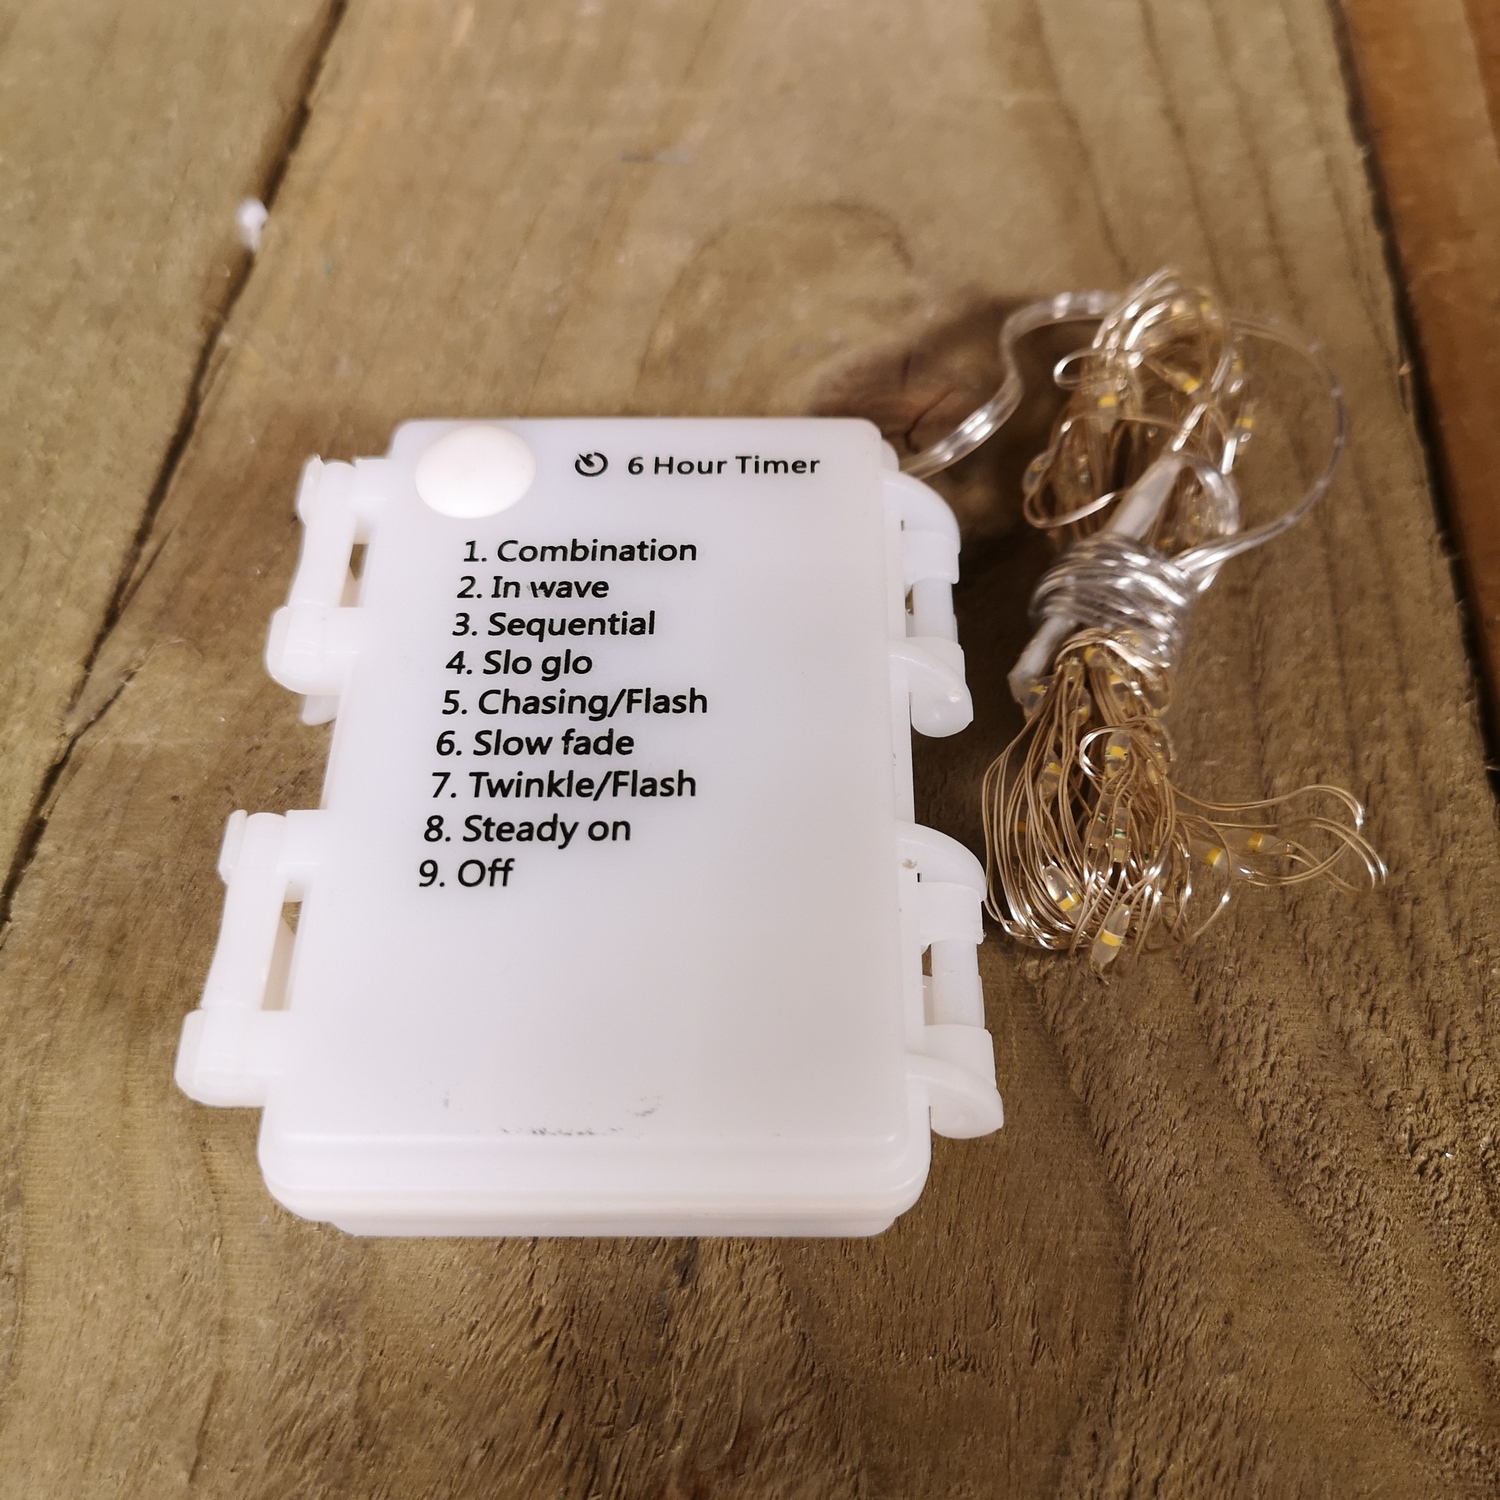 6 Hour Timer
1. Combination
2. In wave
3. Sequential
4. Slo glo
5. Chasing/Flash
6. Slow fade
7. Twinkle/Flash
8. Steady on
9. Off